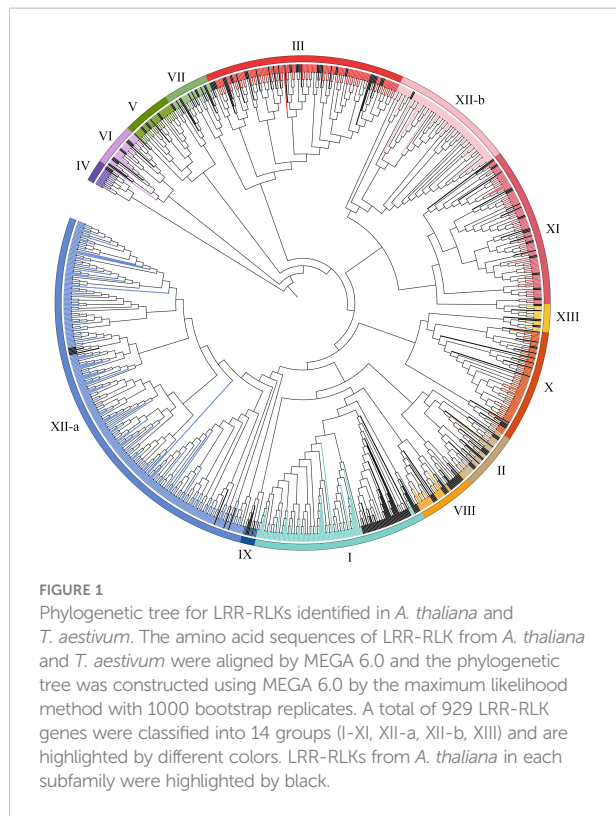 III
VII
XII-b
V
VI
IV
XI
XIII
X
XII-a
II
VIII
IX
I
FIGURE 1
Phylogenetic tree for LRR-RLKs identified in A. thaliana and
T. aestivum. The amino acid sequences of LRR-RLK from A. thaliana
and T. aestivum were aligned by MEGA 6.0 and the phylogenetic
tree was constructed using MEGA 6.0 by the maximum likelihood
method with 1000 bootstrap replicates. A total of 929 LRR-RLK
genes were classified into 14 groups (I-XI, XII-a, XII-b, XIII) and are
highlighted by different colors. LRR-RLKs from A. thaliana in each
subfamily were highlighted by black.